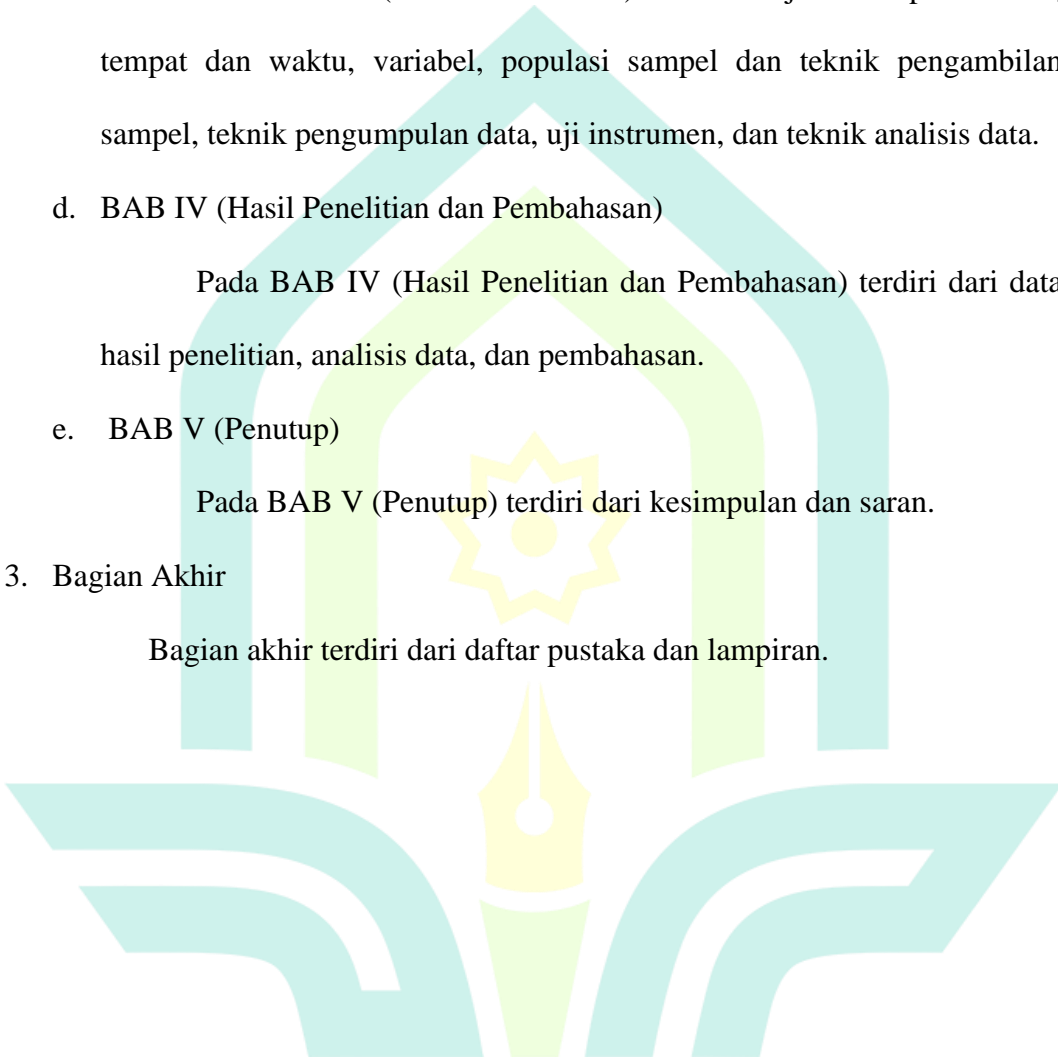 tempat dan waktu, variabel, populasi sampel dan teknik pengambilan
sampel, teknik pengumpulan data, uji instrumen, dan teknik analisis data.
d. BAB IV (Hasil Penelitian dan Pembahasan)
Pada BAB IV (Hasil Penelitian dan Pembahasan) terdiri dari data
hasil penelitian, analisis data, dan pembahasan.
e. BAB V (Penutup)
Pada BAB V (Penutup) terdiri dari kesimpulan dan saran.
3. Bagian Akhir
Bagian akhir terdiri dari daftar pustaka dan lampiran.